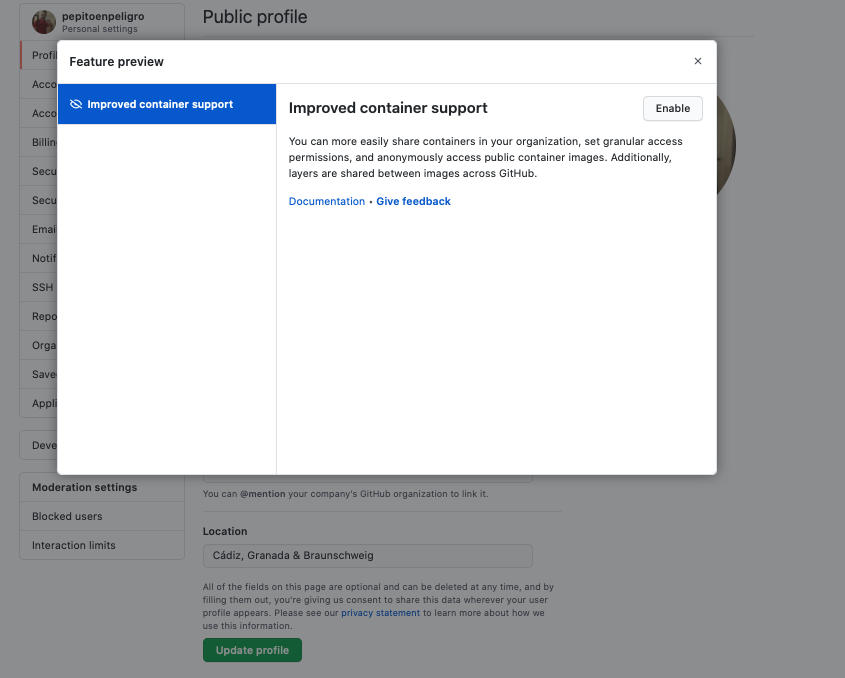 pepitoenpeligro
Personal settings
Public profile
Feature preview
×
Improved container support
Improved container support
Enable
You can more easily share containers in your organization, set granular access
permissions, and anonymously access public container images. Additionally,
layers are shared between images across GitHub.
Documentation • Give feedback
Profil
Acco
Acco
Billin
Secu
Secu
Emai
Notif
SSH
Repo
Orga
Save
Appli
Deve
Moderation settings
Blocked users
Interaction limits
You can @mention your company's GitHub organization to link it.
Location
Cádiz, Granada & Braunschweig
All of the fields on this page are optional and can be deleted at any time, and by
filling them out, you're giving us consent to share this data wherever your user
profile appears. Please see our privacy statement to learn more about how we
use this information.
Update profile